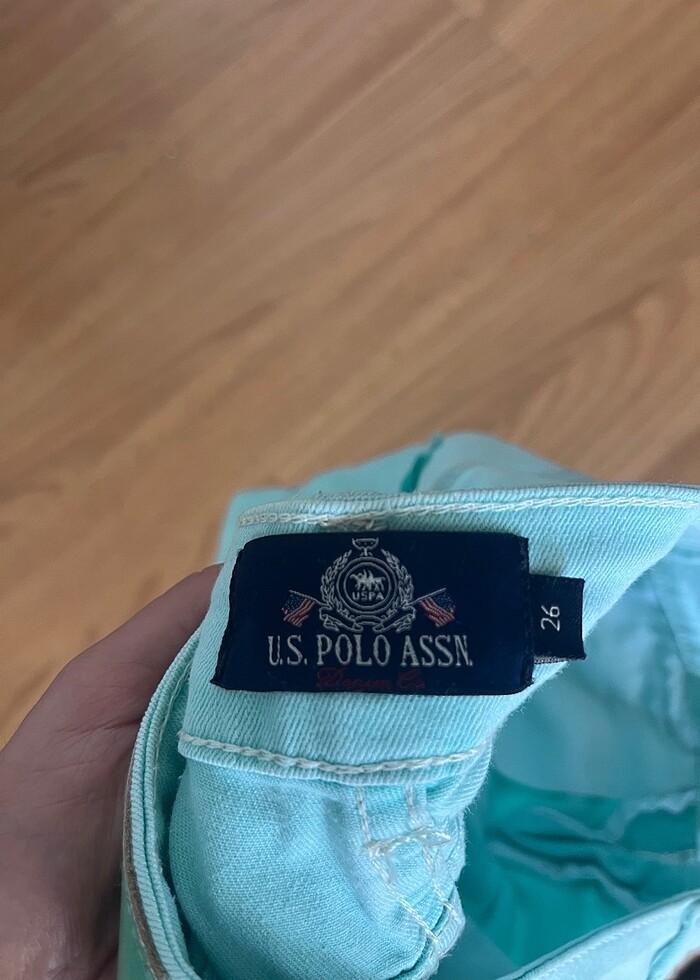 USPA
U.S. POLO ASSN.
Denim Co.
26